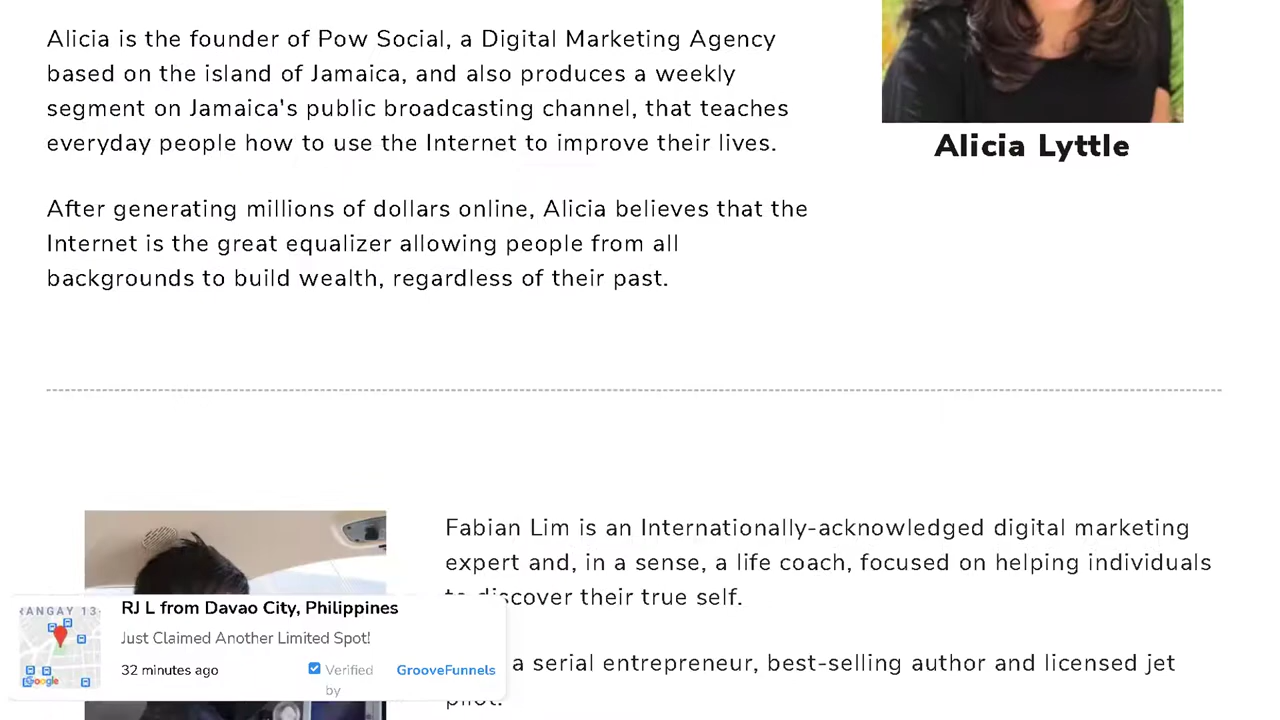 Alicia is the founder of Pow Social, a Digital Marketing Agency
based on the island of Jamaica, and also produces a weekly
segment on Jamaica's public broadcasting channel, that teaches
everyday people how to use the Internet to improve their lives.
After generating millions of dollars online, Alicia believes that the
Internet is the great equalizer allowing people from all
backgrounds to build wealth, regardless of their past.
Alicia Lyttle
Fabian Lim is an Internationally-acknowledged digital marketing
expert and, in a sense, a life coach, focused on helping individuals
to discover their true self.
a serial entrepreneur, best-selling author and licensed jet
pilot.
RJ L from Davao City, Philippines
Just Claimed Another Limited Spot!
32 minutes ago
Verified
by
GrooveFunnels
ANGAY 13
Google